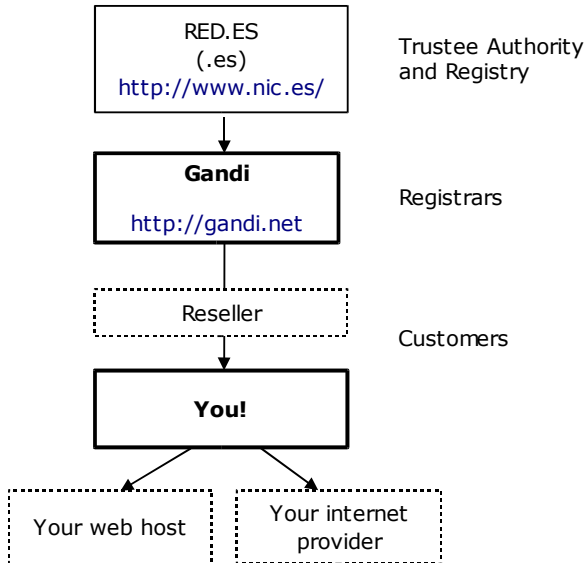 RED.ES
(.es)
http://www.nic.es/
Trustee Authority
and Registry
Gandi
http://gandi.net
Registrars
Reseller
Customers
You!
Your web host
Your internet
provider